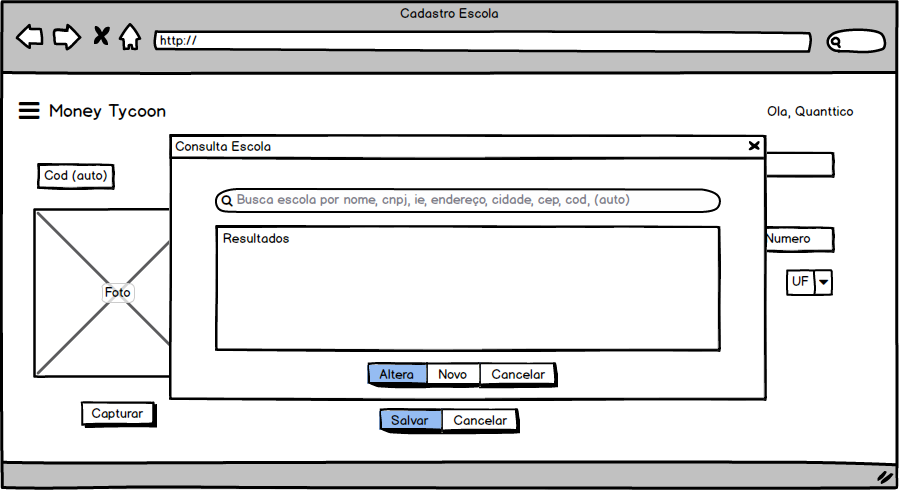 Cadastro Escola
http://
Money Tycoon
Ola, Quanttico
Consulta Escola
Cod (auto)
Busca escola por nome, cnpj, ie, endereço, cidade, cep, cod, (auto)
Resultados
Numero
UF
Foto
Altera Novo Cancelar
Capturar
Salvar Cancelar